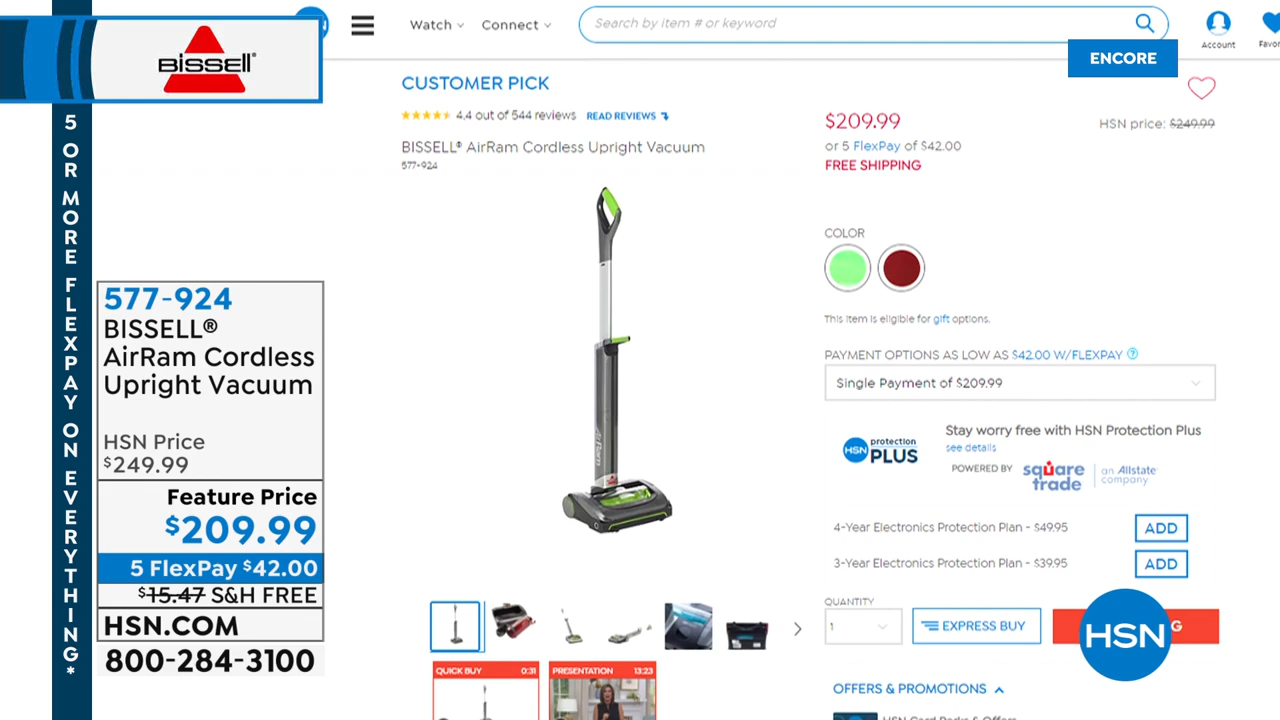 BISSELL®
5 OR MORE FLEXPAY ON EVERYTHING*
577-924
BISSELL®
AirRam Cordless
Upright Vacuum
HSN Price
$249.99
Feature Price
$209.99
5 FlexPay $42.00
$15.47 S&H FREE
HSN.COM
800-284-3100
Watch
Connect
Search by item # or keyword
Account
ENCORE
CUSTOMER PICK
4.4 out of 544 reviews READ REVIEWS
BISSELL® AirRam Cordless Upright Vacuum
577-924
AirRam
$209.99
HSN price: $249.99
or 5 FlexPay of $42.00
FREE SHIPPING
COLOR
This item is eligible for gift options.
PAYMENT OPTIONS AS LOW AS $42.00 W/FLEXPAY ?
Single Payment of $209.99
HSN protection PLUS
Stay worry free with HSN Protection Plus
see details
POWERED BY square trade an Allstate company
4-Year Electronics Protection Plan - $49.95 ADD
3-Year Electronics Protection Plan - $39.95 ADD
QUANTITY
1
EXPRESS BUY
HSN
OFFERS & PROMOTIONS
QUICK BUY 0:31
PRESENTATION 13:23